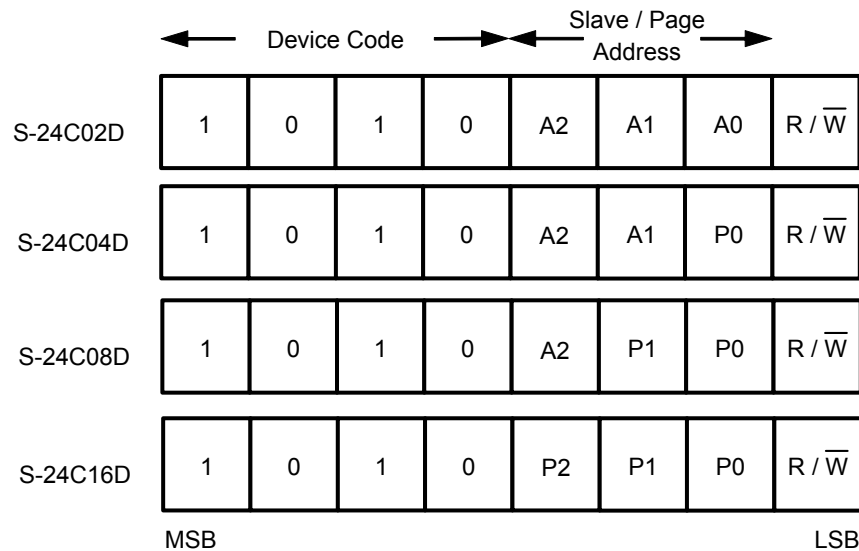 Device Code
Slave / Page
Address
S-24C02D 1 0 1 0 A2 A1 A0 R / W̅
S-24C04D 1 0 1 0 A2 A1 P0 R / W̅
S-24C08D 1 0 1 0 A2 P1 P0 R / W̅
S-24C16D 1 0 1 0 P2 P1 P0 R / W̅
MSB LSB